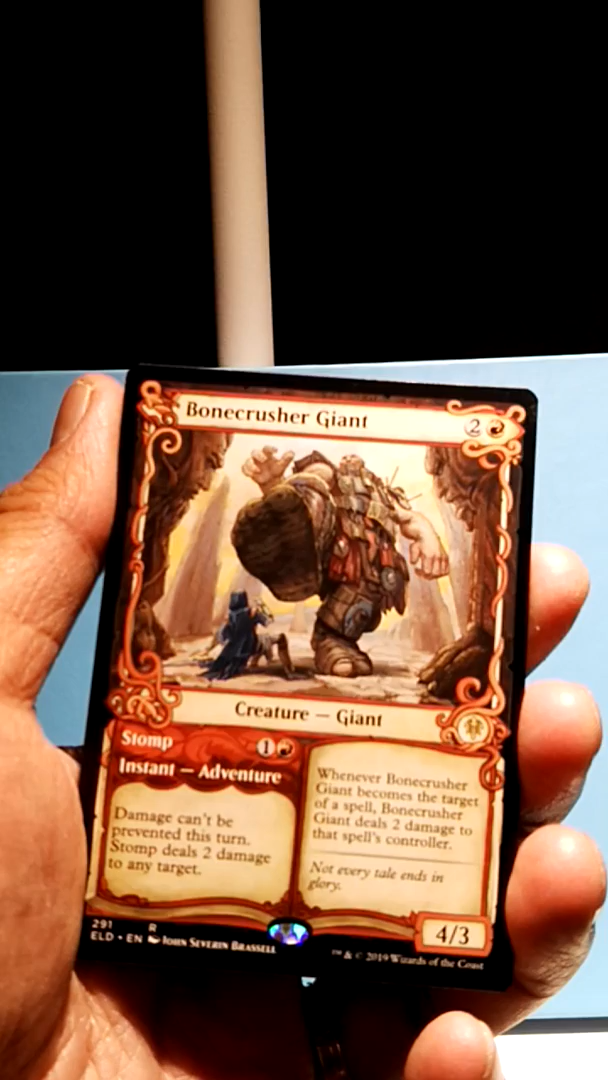 Bonecrusher Giant
2
Creature — Giant
Stomp
1
Instant — Adventure
Damage can't be
prevented this turn.
Stomp deals 2 damage
to any target.
Whenever Bonecrusher
Giant becomes the target
of a spell, Bonecrusher
Giant deals 2 damage to
that spell's controller.
Not every tale ends in
glory.
4/3
291 R
ELD • EN John Severin Brassell
™ & © 2019 Wizards of the Coast